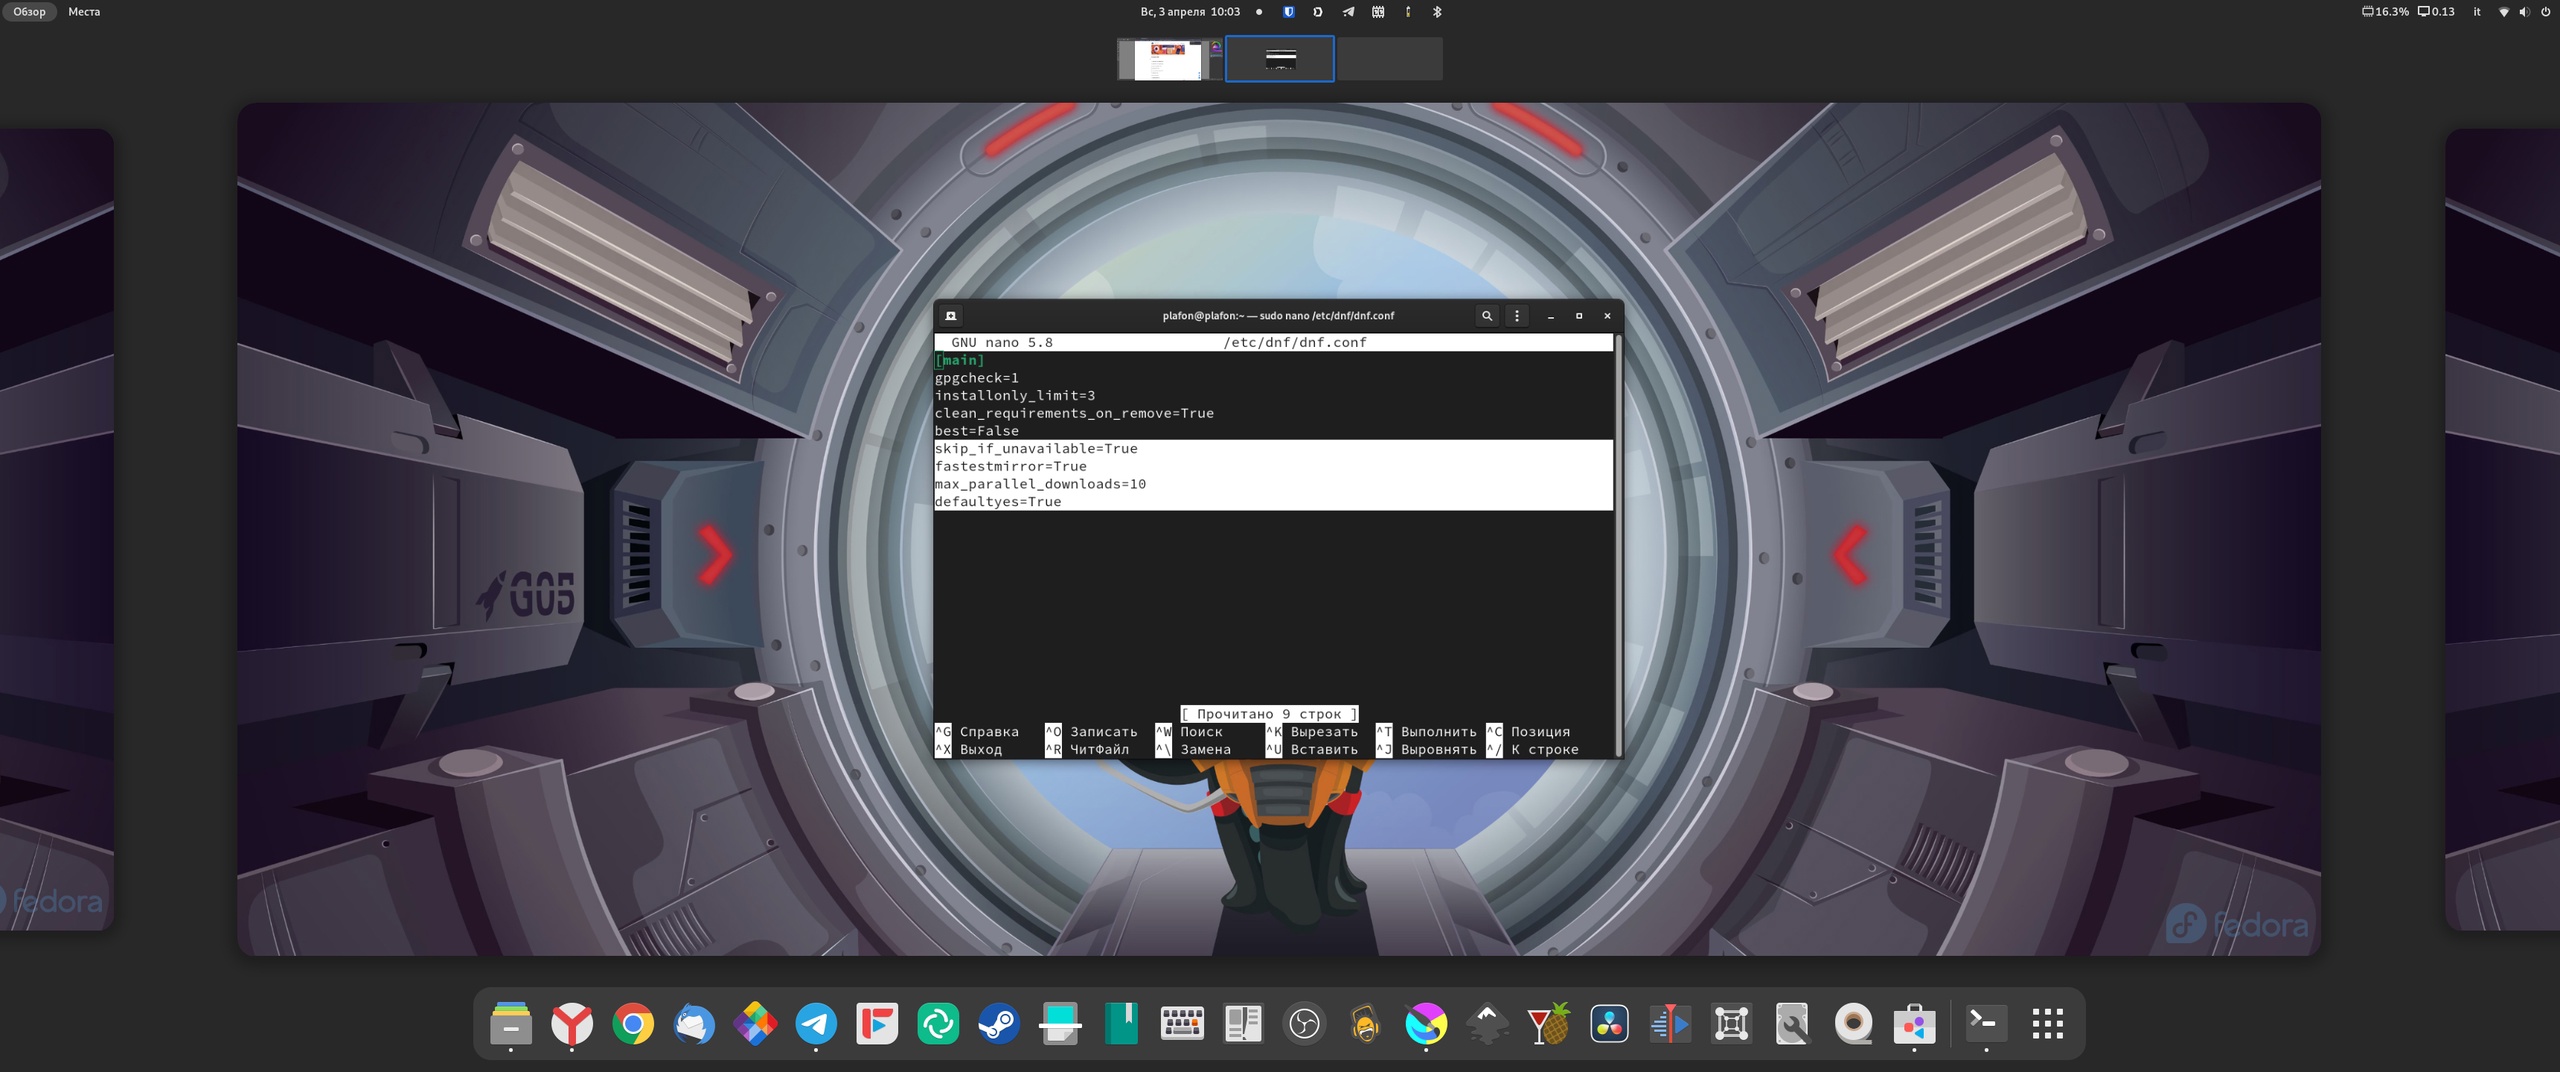 Обзор Места
Вс, 3 апреля 10:03
16.3% 0.13 it
plafon@plafon:~ — sudo nano /etc/dnf/dnf.conf
GNU nano 5.8 /etc/dnf/dnf.conf
[main]
gpgcheck=1
installonly_limit=3
clean_requirements_on_remove=True
best=False
skip_if_unavailable=True
fastestmirror=True
max_parallel_downloads=10
defaultyes=True
[ Прочитано 9 строк ]
^G Справка ^O Записать ^W Поиск ^K Вырезать ^T Выполнить ^C Позиция
^X Выход ^R ЧитФайл ^\ Замена ^U Вставить ^J Выровнять ^/ К строке
G05
fedora
fedora